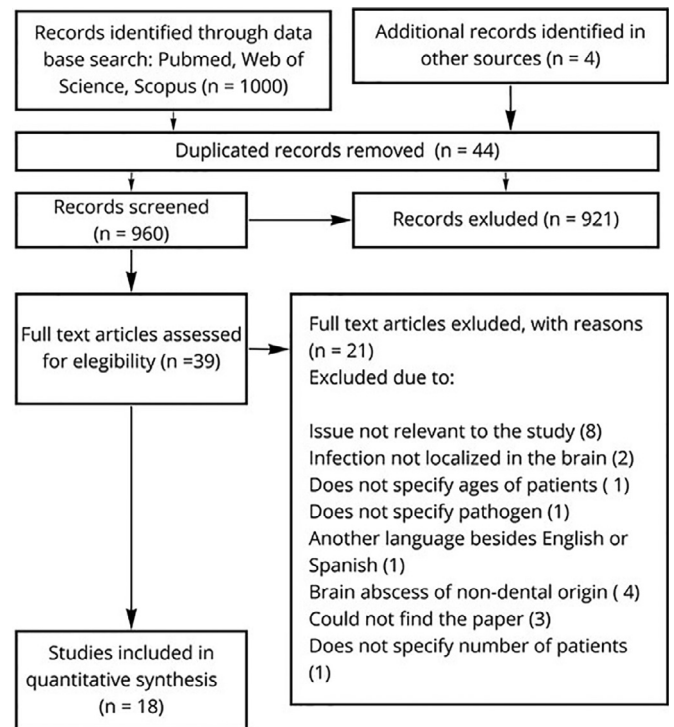 Records identified through data
base search: Pubmed, Web of
Science, Scopus (n = 1000)
Additional records identified in
other sources (n = 4)
Duplicated records removed (n = 44)
Records screened
(n = 960)
Records exluded (n = 921)
Full text articles assessed
for elegibility (n =39)
Full text articles exluded, with reasons
(n = 21)
Excluded due to:
Issue not relevant to the study (8)
Infection not localized in the brain (2)
Does not specify ages of patients ( 1)
Does not specify pathogen (1)
Another language besides English or
Spanish (1)
Brain abscess of non-dental origin ( 4)
Could not find the paper (3)
Does not specify number of patients
(1)
Studies included in
quantitative synthesis
(n = 18)